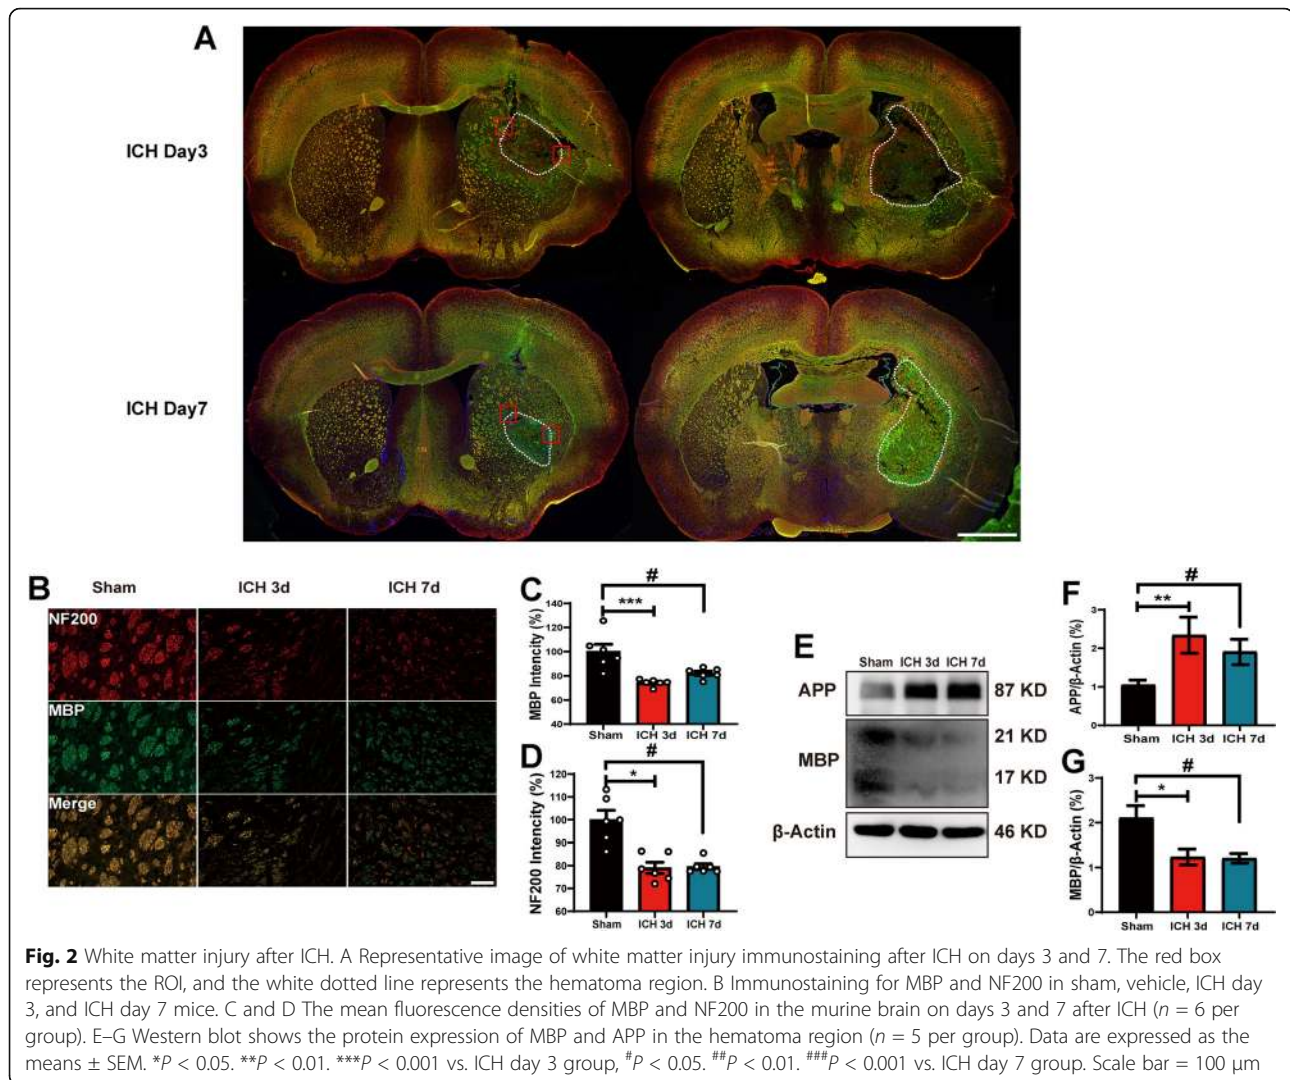 A
ICH Day3
ICH Day7
B
Sham
ICH 3d
ICH 7d
NF200
MBP
Merge
C
#
***
MBP Intencity (%)
140
120
100
80
60
40
Sham
ICH 3d
ICH 7d
D
#
*
NF200 Intencity (%)
120
110
100
90
80
70
60
Sham
ICH 3d
ICH 7d
E
Sham ICH 3d ICH 7d
APP
87 KD
MBP
21 KD
17 KD
β-Actin
46 KD
F
#
**
APP/β-Actin (%)
3
2
1
0
Sham
ICH 3d
ICH 7d
G
#
*
MBP/β-Actin (%)
3
2
1
0
Sham
ICH 3d
ICH 7d
Fig. 2 White matter injury after ICH. A Representative image of white matter injury immunostaining after ICH on days 3 and 7. The red box
represents the ROI, and the white dotted line represents the hematoma region. B Immunostaining for MBP and NF200 in sham, vehicle, ICH day
3, and ICH day 7 mice. C and D The mean fluorescence densities of MBP and NF200 in the murine brain on days 3 and 7 after ICH (n = 6 per
group). E–G Western blot shows the protein expression of MBP and APP in the hematoma region (n = 5 per group). Data are expressed as the
means ± SEM. *P < 0.05. **P < 0.01. ***P < 0.001 vs. ICH day 3 group, #P < 0.05. ##P < 0.01. ###P < 0.001 vs. ICH day 7 group. Scale bar = 100 μm